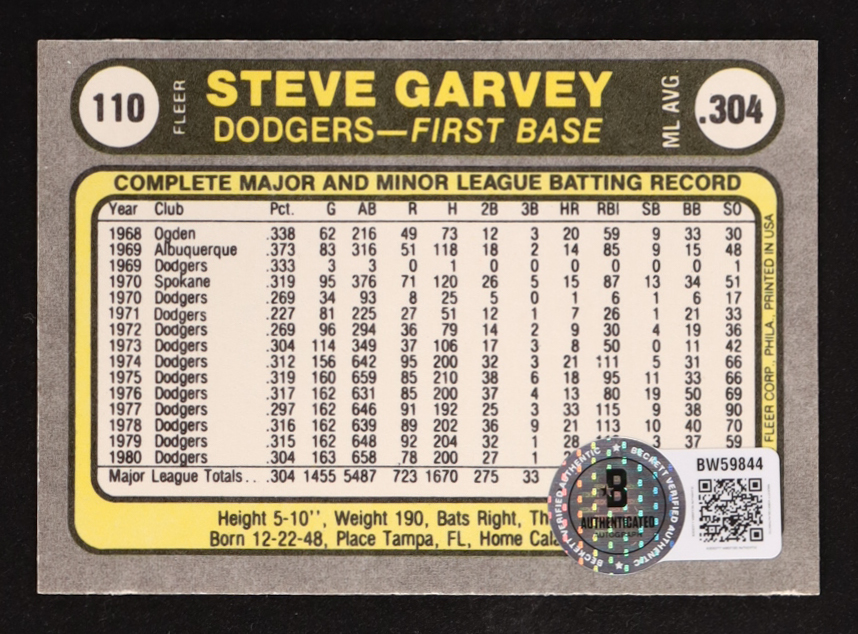 110 FLEER STEVE GARVEY ML AVG .304
DODGERS—FIRST BASE
COMPLETE MAJOR AND MINOR LEAGUE BATTING RECORD
Year Club Pct. G AB R H 2B 3B HR RBI SB BB SO
1968 Ogden .338 62 216 49 73 12 3 20 59 9 33 30
1969 Albuquerque .373 83 316 51 118 18 2 14 85 9 15 48
1969 Dodgers .333 3 3 0 1 0 0 0 0 0 0 1
1970 Spokane .319 95 376 71 120 26 5 15 87 13 34 51
1970 Dodgers .269 34 93 8 25 5 0 1 6 1 6 17
1971 Dodgers .227 81 225 27 51 12 1 7 26 1 21 33
1972 Dodgers .269 96 294 36 79 14 2 9 30 4 19 36
1973 Dodgers .304 114 349 37 106 17 3 8 50 0 11 42
1974 Dodgers .312 156 642 95 200 32 3 21 111 5 31 66
1975 Dodgers .319 160 659 85 210 38 6 18 95 11 33 66
1976 Dodgers .317 162 631 85 200 37 4 13 80 19 50 69
1977 Dodgers .297 162 646 91 192 25 3 33 115 9 38 90
1978 Dodgers .316 162 639 89 202 36 9 21 113 10 40 70
1979 Dodgers .315 162 648 92 204 32 1 28 3 37 59
1980 Dodgers .304 163 658 .78 200 27 1
Major League Totals . . .304 1455 5487 723 1670 275 33
Height 5-10'', Weight 190, Bats Right, Th
Born 12-22-48, Place Tampa, FL, Home Cala
FLEER CORP., PHILA., PRINTED IN USA
BECKETT VERIFIED AUTHENTIC
BECKETT VERIFIED AUTHENTIC
B
AUTHENTICATED
AUTOGRAPH
BW59844